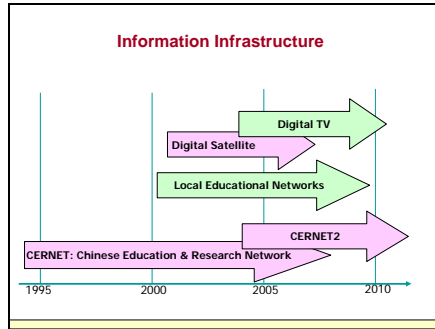 Information Infrastructure
Digital TV
Digital Satellite
Local Educational Networks
CERNET2
CERNET: Chinese Education & Research Network
1995 2000 2005 2010